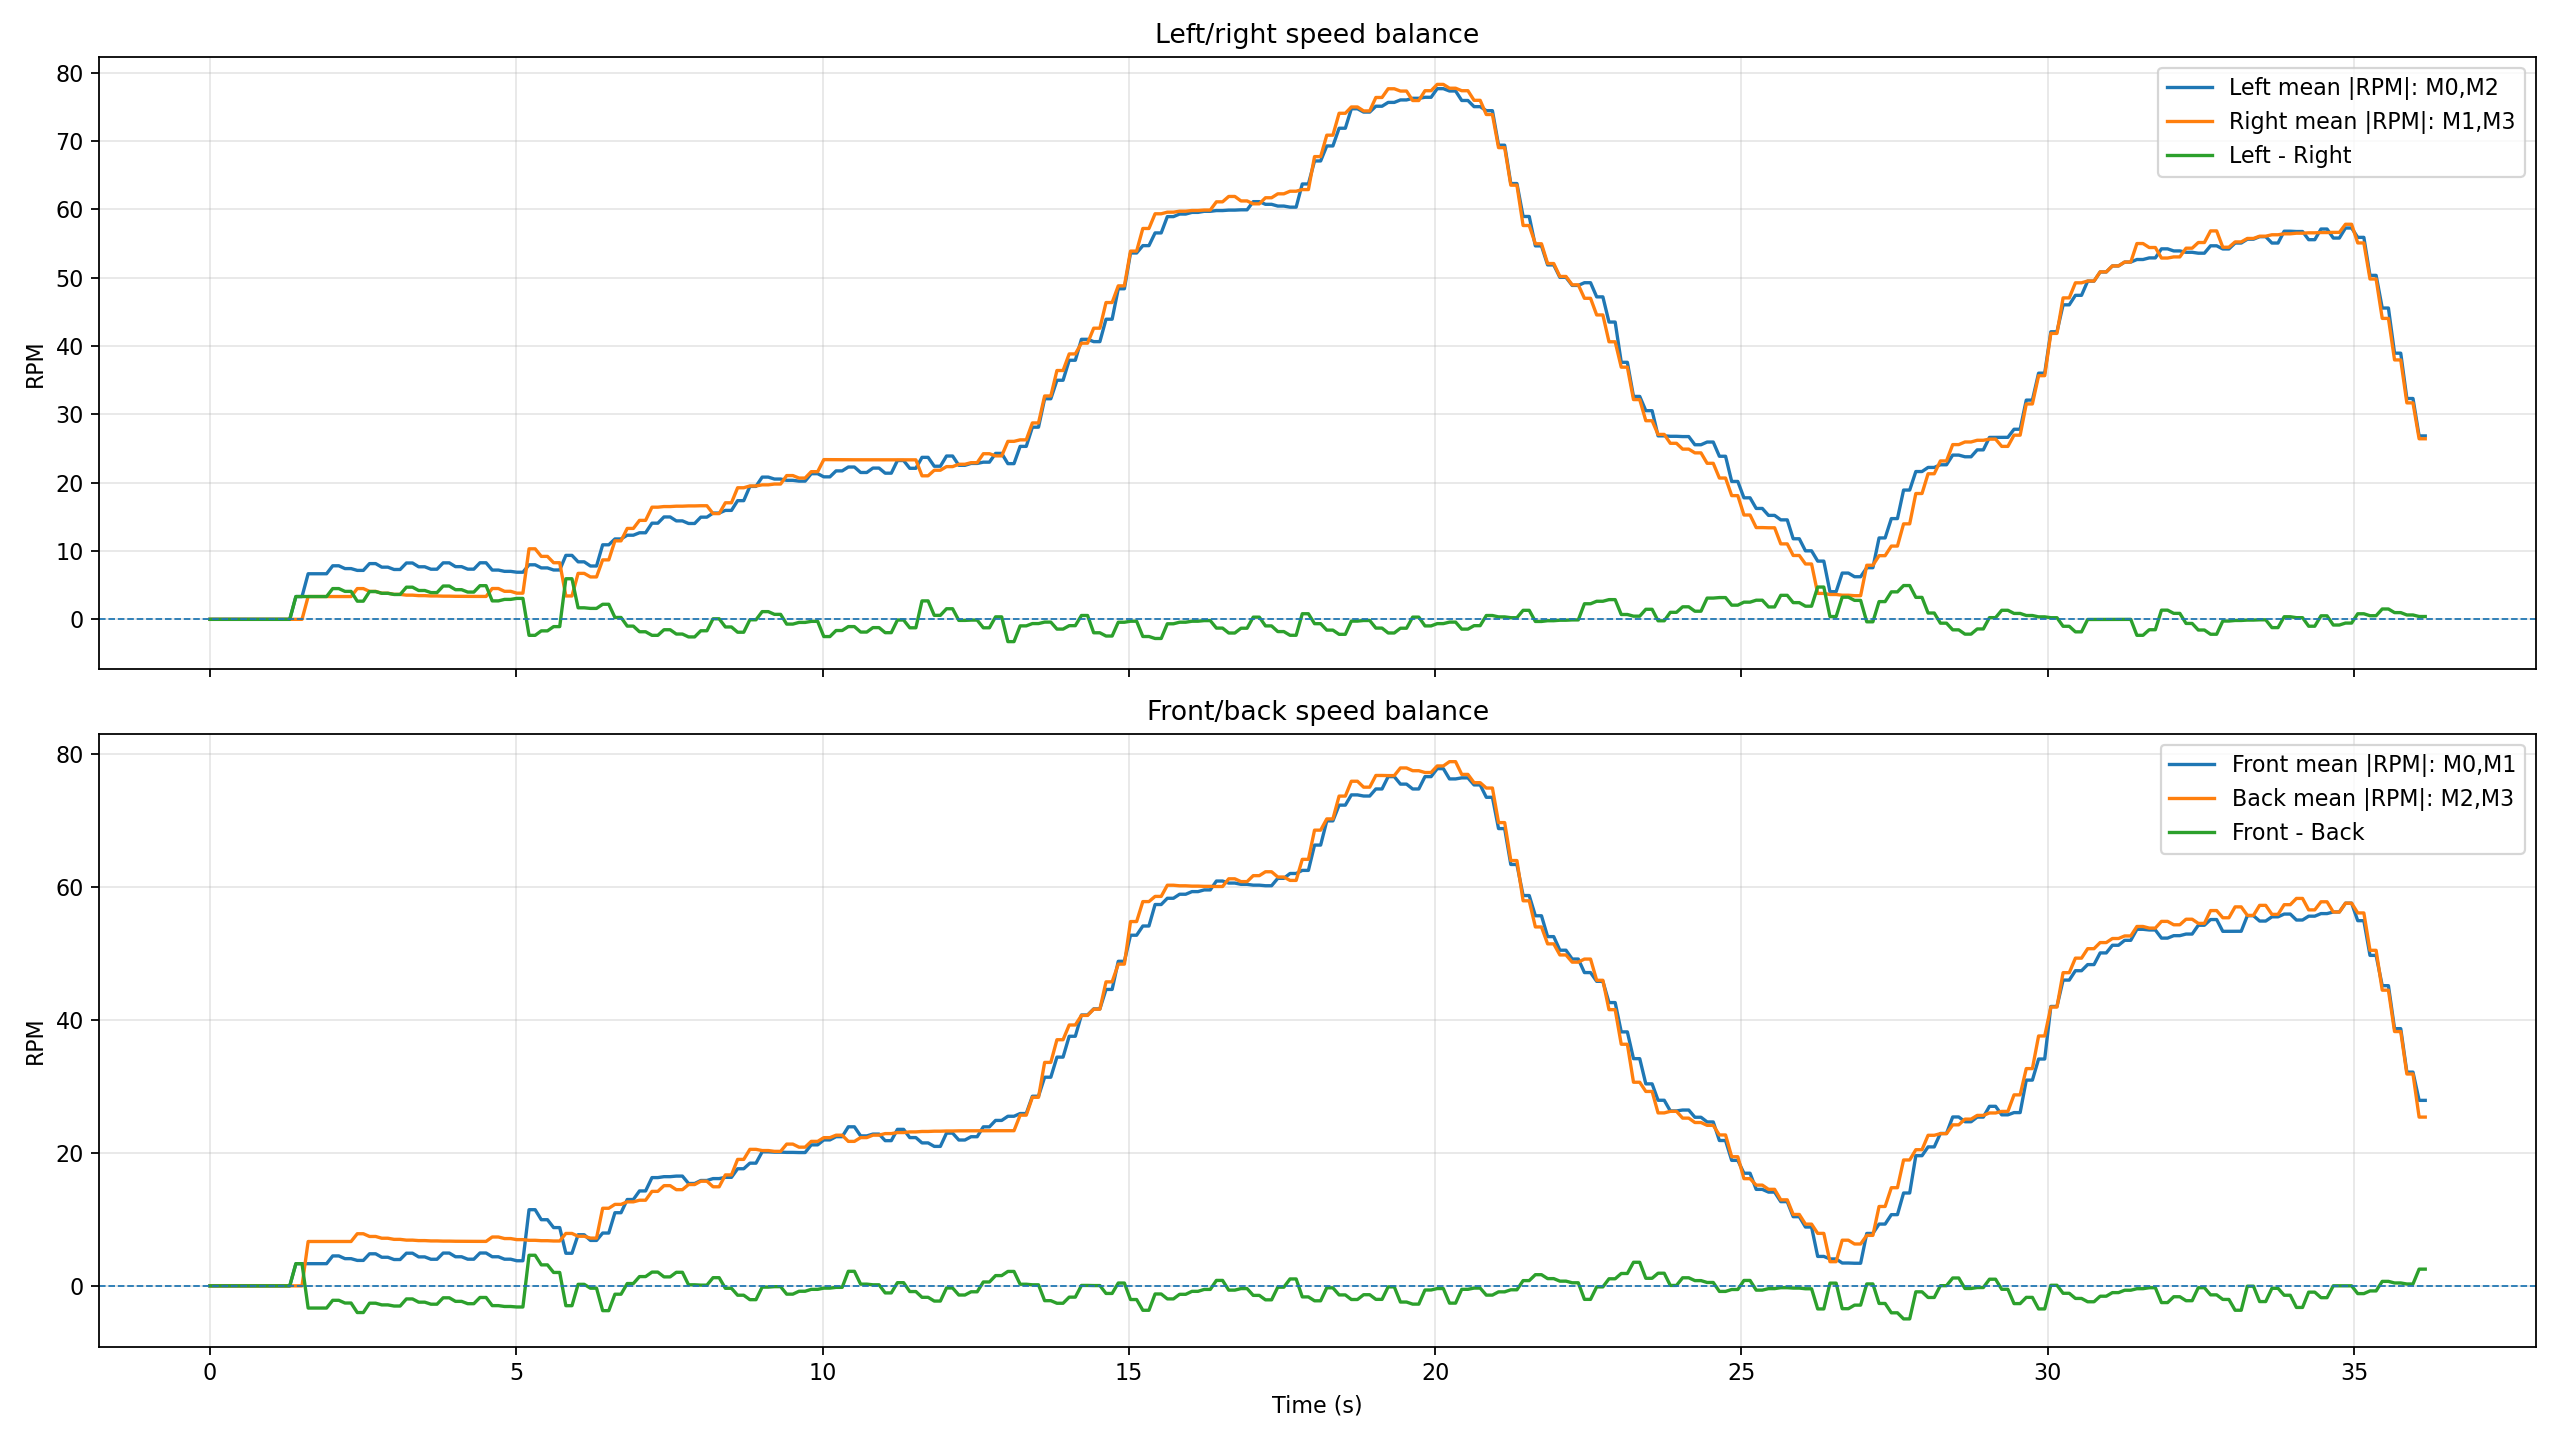 Left/right speed balance
80
70
60
50
40
30
20
10
0
RPM
Left mean |RPM|: M0,M2
Right mean |RPM|: M1,M3
Left - Right
Front/back speed balance
80
60
40
20
0
RPM
Front mean |RPM|: M0,M1
Back mean |RPM|: M2,M3
Front - Back
0 5 10 15 20 25 30 35
Time (s)